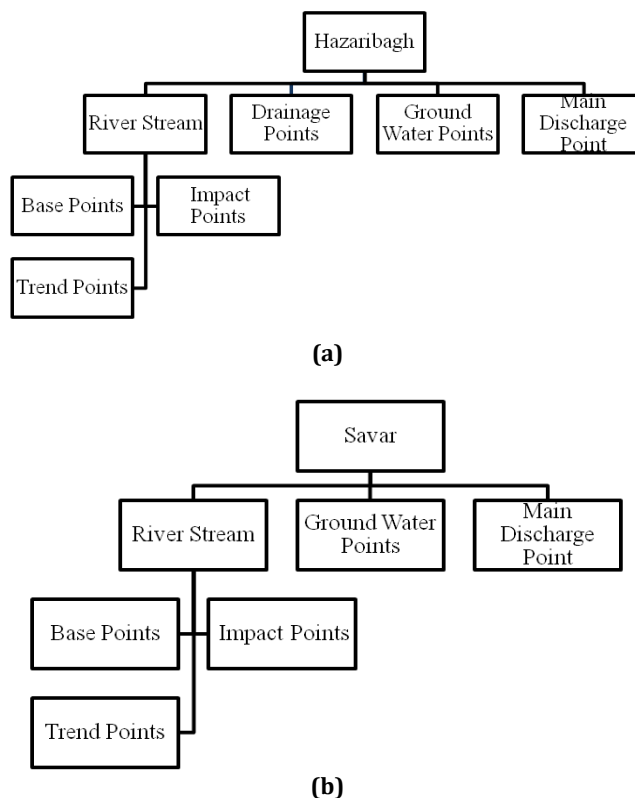 Hazaribagh
River Stream
Drainage
Points
Ground
Water Points
Main
Discharge
Point
Base Points
Impact
Points
Trend Points
(a)
Savar
River Stream
Ground Water
Points
Main
Discharge
Point
Base Points
Impact Points
Trend Points
(b)